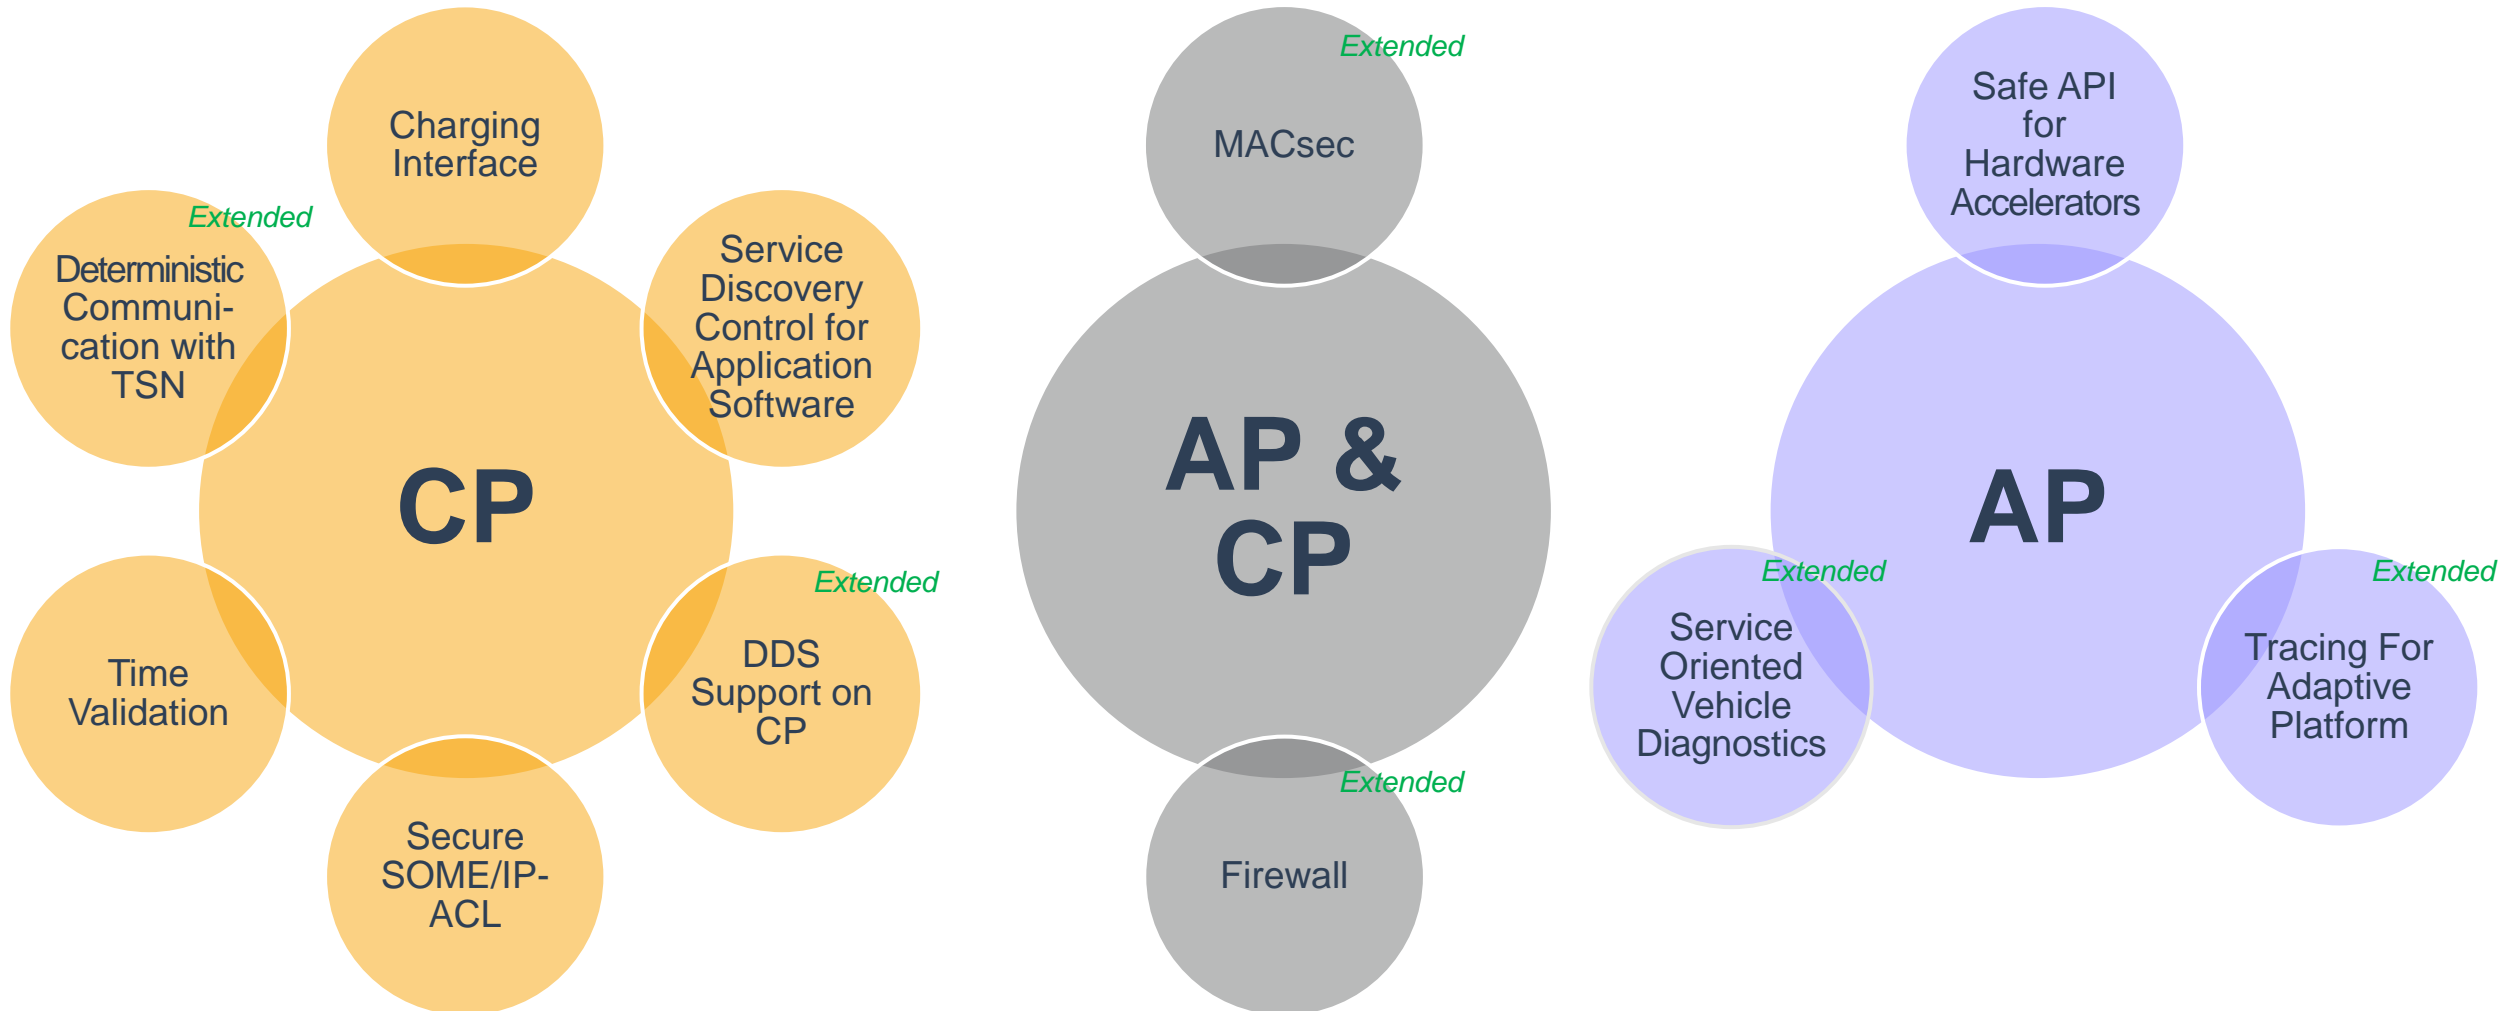 Charging
Interface
Extended
Deterministic
Communi-
cation with
TSN
Service
Discovery
Control for
Application
Software
CP
Time
Validation
Extended
DDS
Support on
CP
Secure
SOME/IP-
ACL
Extended
MACsec
AP &
CP
Extended
Firewall
Safe API
for
Hardware
Accelerators
AP
Extended
Service
Oriented
Vehicle
Diagnostics
Extended
Tracing For
Adaptive
Platform